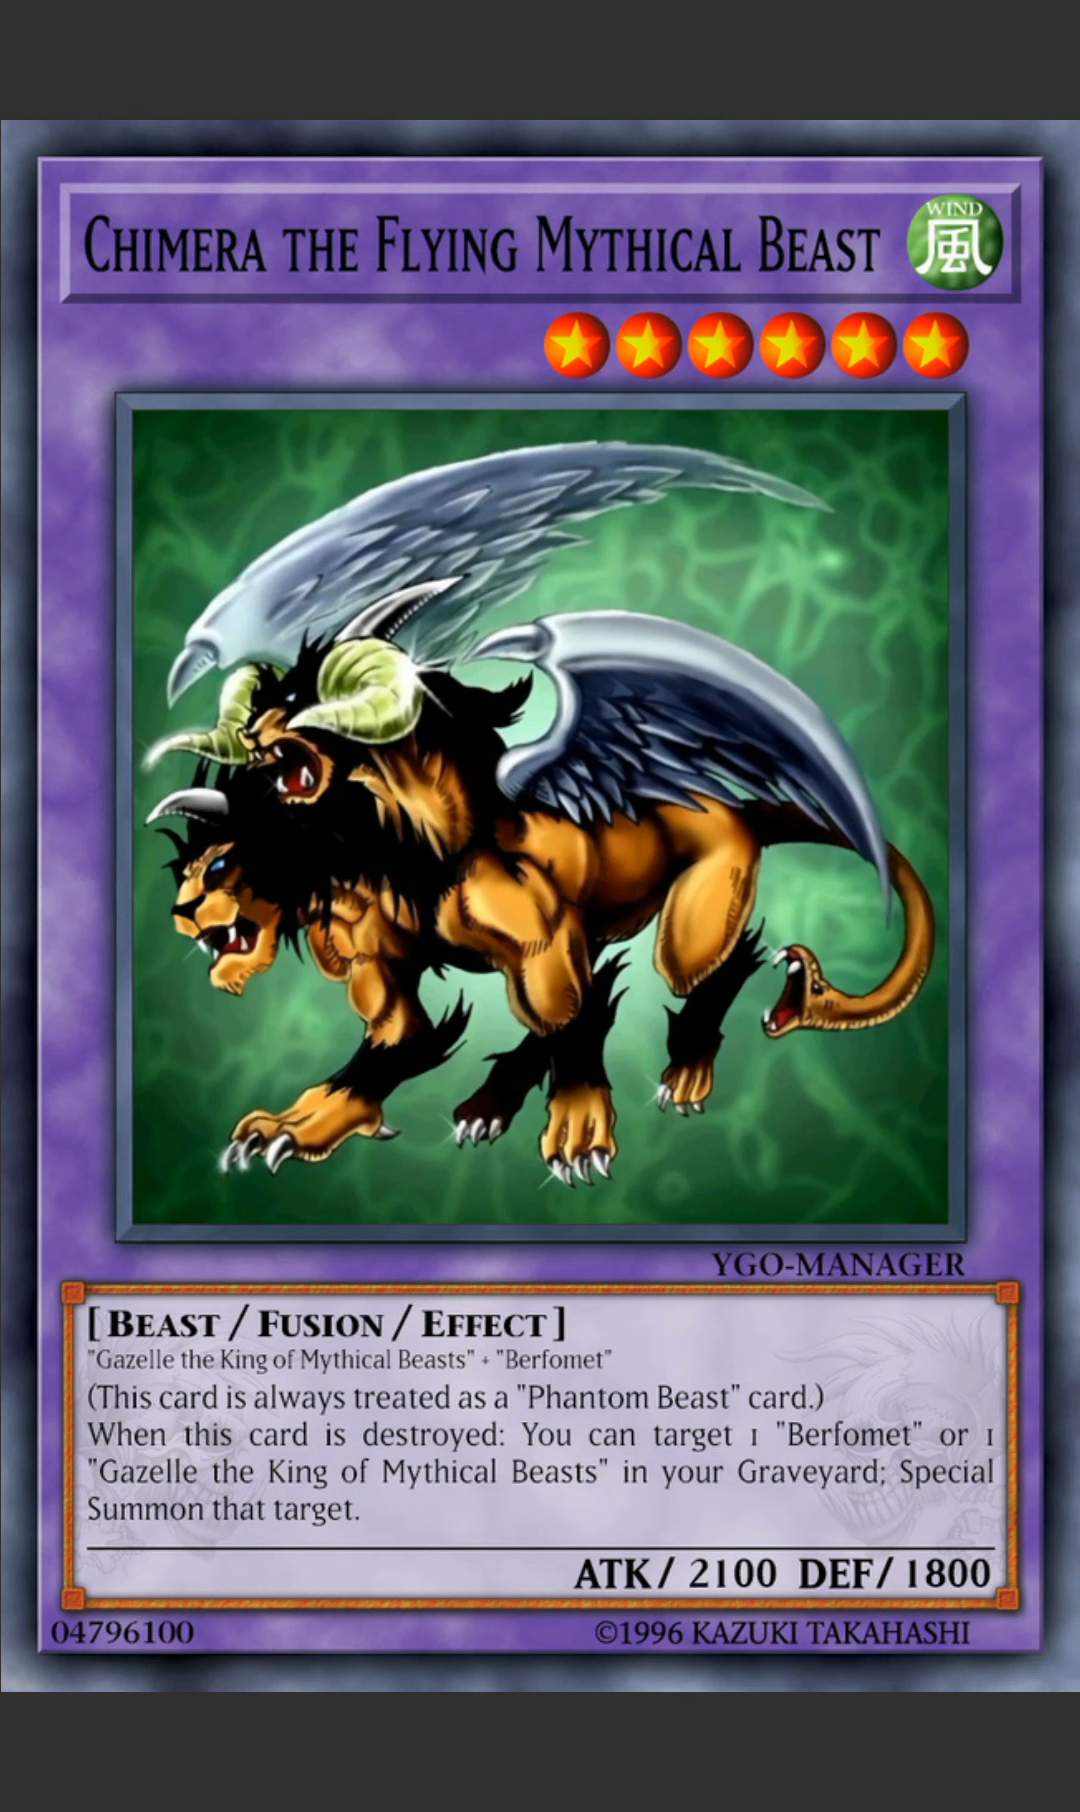 Chimera the Flying Mythical Beast
WIND
風
YGO-MANAGER
[ Beast / Fusion / Effect ]
"Gazelle the King of Mythical Beasts" + "Berfomet"
(This card is always treated as a "Phantom Beast" card.)
When this card is destroyed: You can target 1 "Berfomet" or 1
"Gazelle the King of Mythical Beasts" in your Graveyard; Special
Summon that target.
ATK/ 2100 DEF/ 1800
04796100
©1996 KAZUKI TAKAHASHI